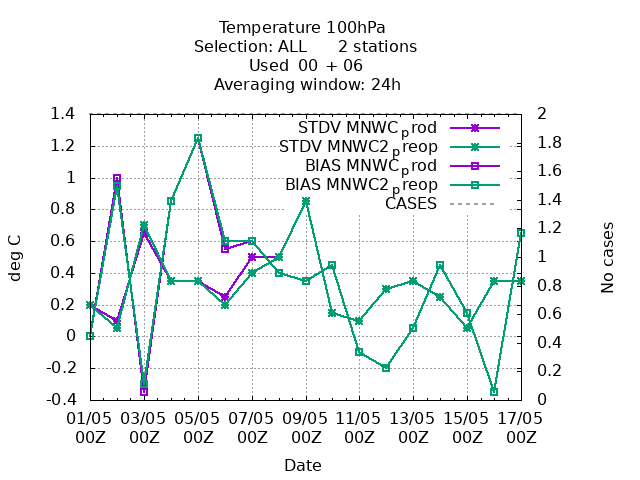 Temperature 100hPa
Selection: ALL      2 stations
Used  00 + 06
Averaging window: 24h
1.4
1.2
1
0.8
0.6
0.4
0.2
0
-0.2
-0.4
2
1.8
1.6
1.4
1.2
1
0.8
0.6
0.4
0.2
0
deg C
No cases
STDV MNWC_prod
STDV MNWC2_preop
BIAS MNWC_prod
BIAS MNWC2_preop
CASES
01/05 03/05 05/05 07/05 09/05 11/05 13/05 15/05 17/05
00Z 00Z 00Z 00Z 00Z 00Z 00Z 00Z 00Z
Date